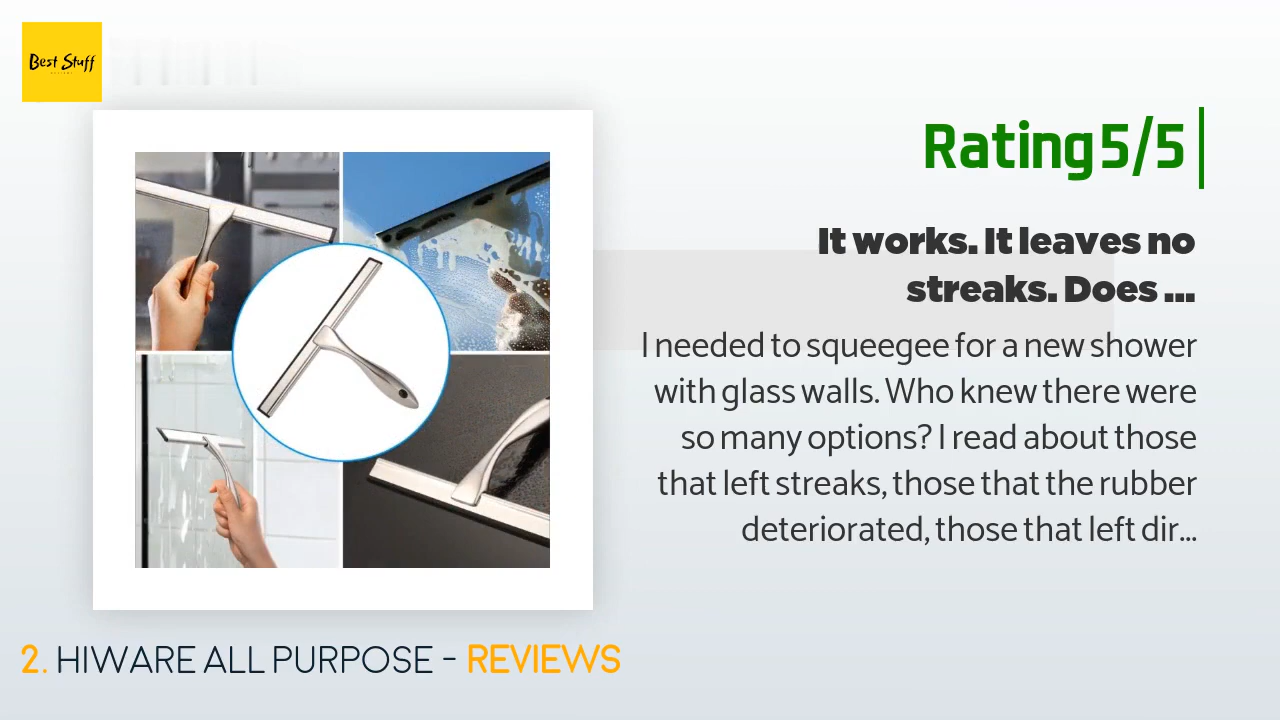 Best Stuff
Rating 5/5
It works. It leaves no
streaks. Does ...
I needed to squeegee for a new shower
with glass walls. Who knew there were
so many options? I read about those
that left streaks, those that the rubber
deteriorated, those that left dir...
2. HIWARE ALL PURPOSE - REVIEWS